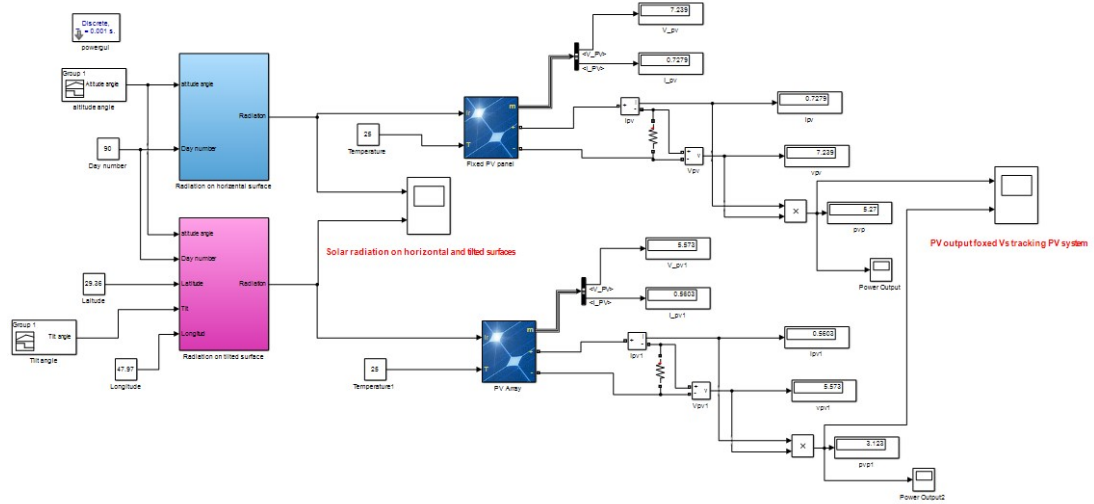 Discrete,
= 0.001 s.
powergui
Group 1
Altitude angle
altitude angle
90
Day number
altitude angle
Day number
Radiation
Radiation on horizantal surface
altitude angle
Day number
Latitude
Tilt
Longitud
Radiation
Radiation on tilted surface
29.36
Latitude
Group 1
Tilt angle
Tilt angle
47.97
Longitude
25
Temperature
T
m
+
-
Fixed PV panel
<V_PV>
<I_PV>
7.239
V_pv
0.7279
I_pv
+ i
-
Ipv
+ v
-
Vpv
0.7279
Ipv
7.239
vpv
×
5.27
pvp
Power Output
Solar radiation on horizontal and tilted surfaces
PV output foxed Vs tracking PV system
25
Temperature1
T
m
+
-
PV Array
<V_PV>
<I_PV>
5.573
V_pv1
0.5603
I_pv1
+ i
-
Ipv1
+ v
-
Vpv1
0.5603
Ipv1
5.573
vpv1
×
3.123
pvp1
Power Output2